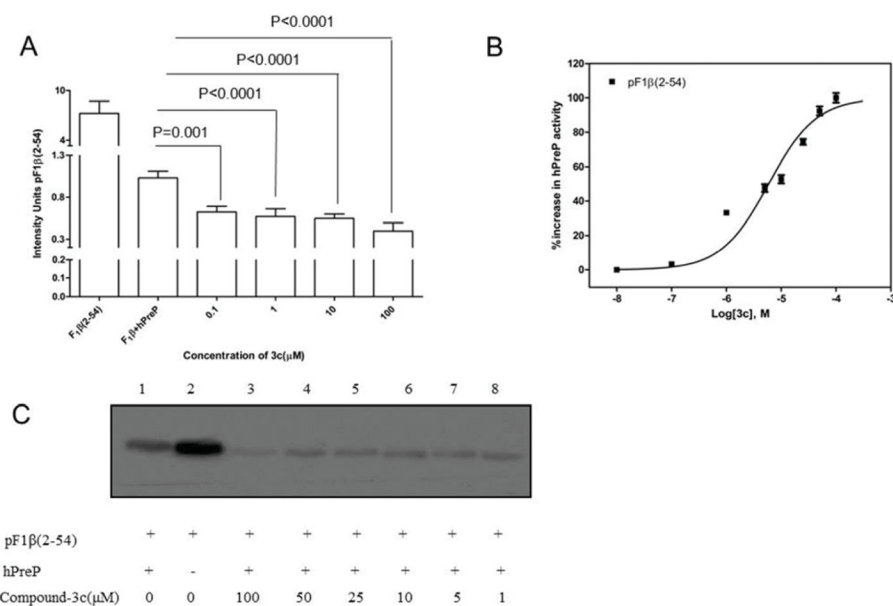 A
P<0.0001
P<0.0001
P<0.0001
P=0.001
Intensity Units pF1β(2-54)
10
4
1.3
0.8
0.3
0.2
0.1
0.0
F₁β(2-54)
F₁β+hPreP
0.1
1
10
100
Concentration of 3c(μM)
B
pF1β(2-54)
%increase in hPreP activity
120
100
80
60
40
20
0
-8
-7
-6
-5
-4
-3
Log[3c], M
C
1 2 3 4 5 6 7 8
pF1β(2-54) + + + + + + + +
hPreP + - + + + + + +
Compound-3c(μM) 0 0 100 50 25 10 5 1